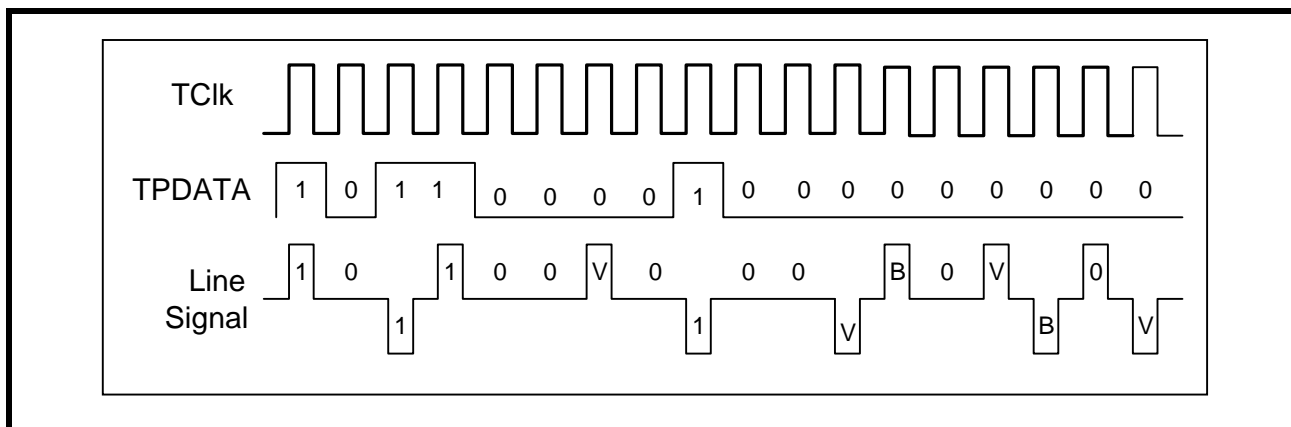 TClk
TPDATA 1 0 1 1 0 0 0 0 1 0 0 0 0 0 0 0 0 0
Line Signal 1 0 1 1 0 0 V 0 1 0 0 V B 0 V B 0 V